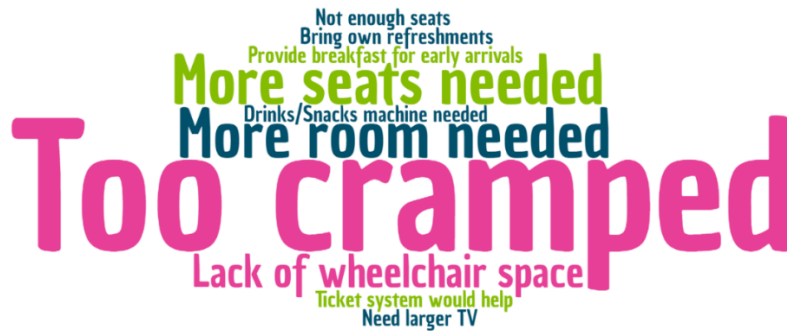 Not enough seats
Bring own refreshments
Provide breakfast for early arrivals
More seats needed
Drinks/Snacks machine needed
More room needed
Too cramped
Lack of wheelchair space
Ticket system would help
Need larger TV